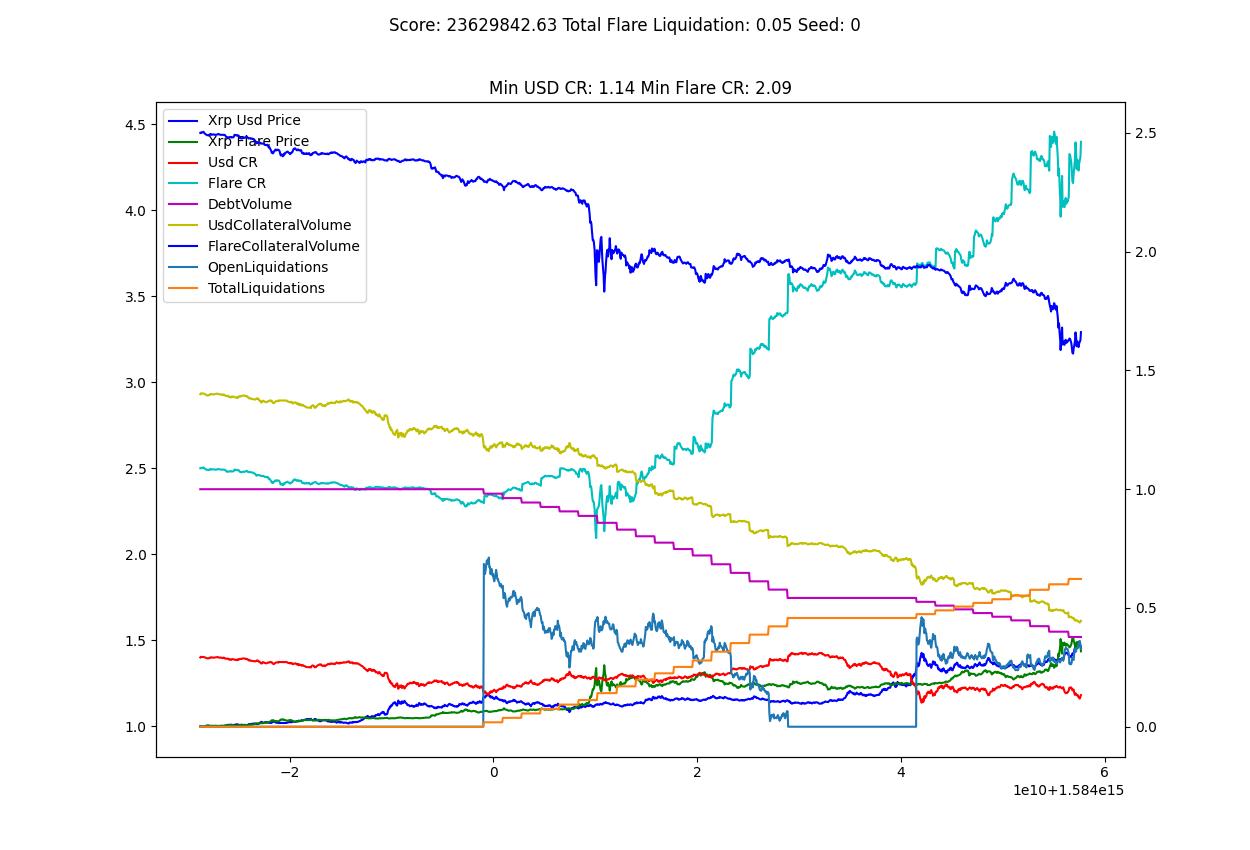 Score: 23629842.63 Total Flare Liquidation: 0.05 Seed: 0
Min USD CR: 1.14 Min Flare CR: 2.09
Xrp Usd Price
Xrp Flare Price
Usd CR
Flare CR
DebtVolume
UsdCollateralVolume
FlareCollateralVolume
OpenLiquidations
TotalLiquidations
4.5
4.0
3.5
3.0
2.5
2.0
1.5
1.0
2.5
2.0
1.5
1.0
0.5
0.0
−2 0 2 4 6
1e10+1.584e15